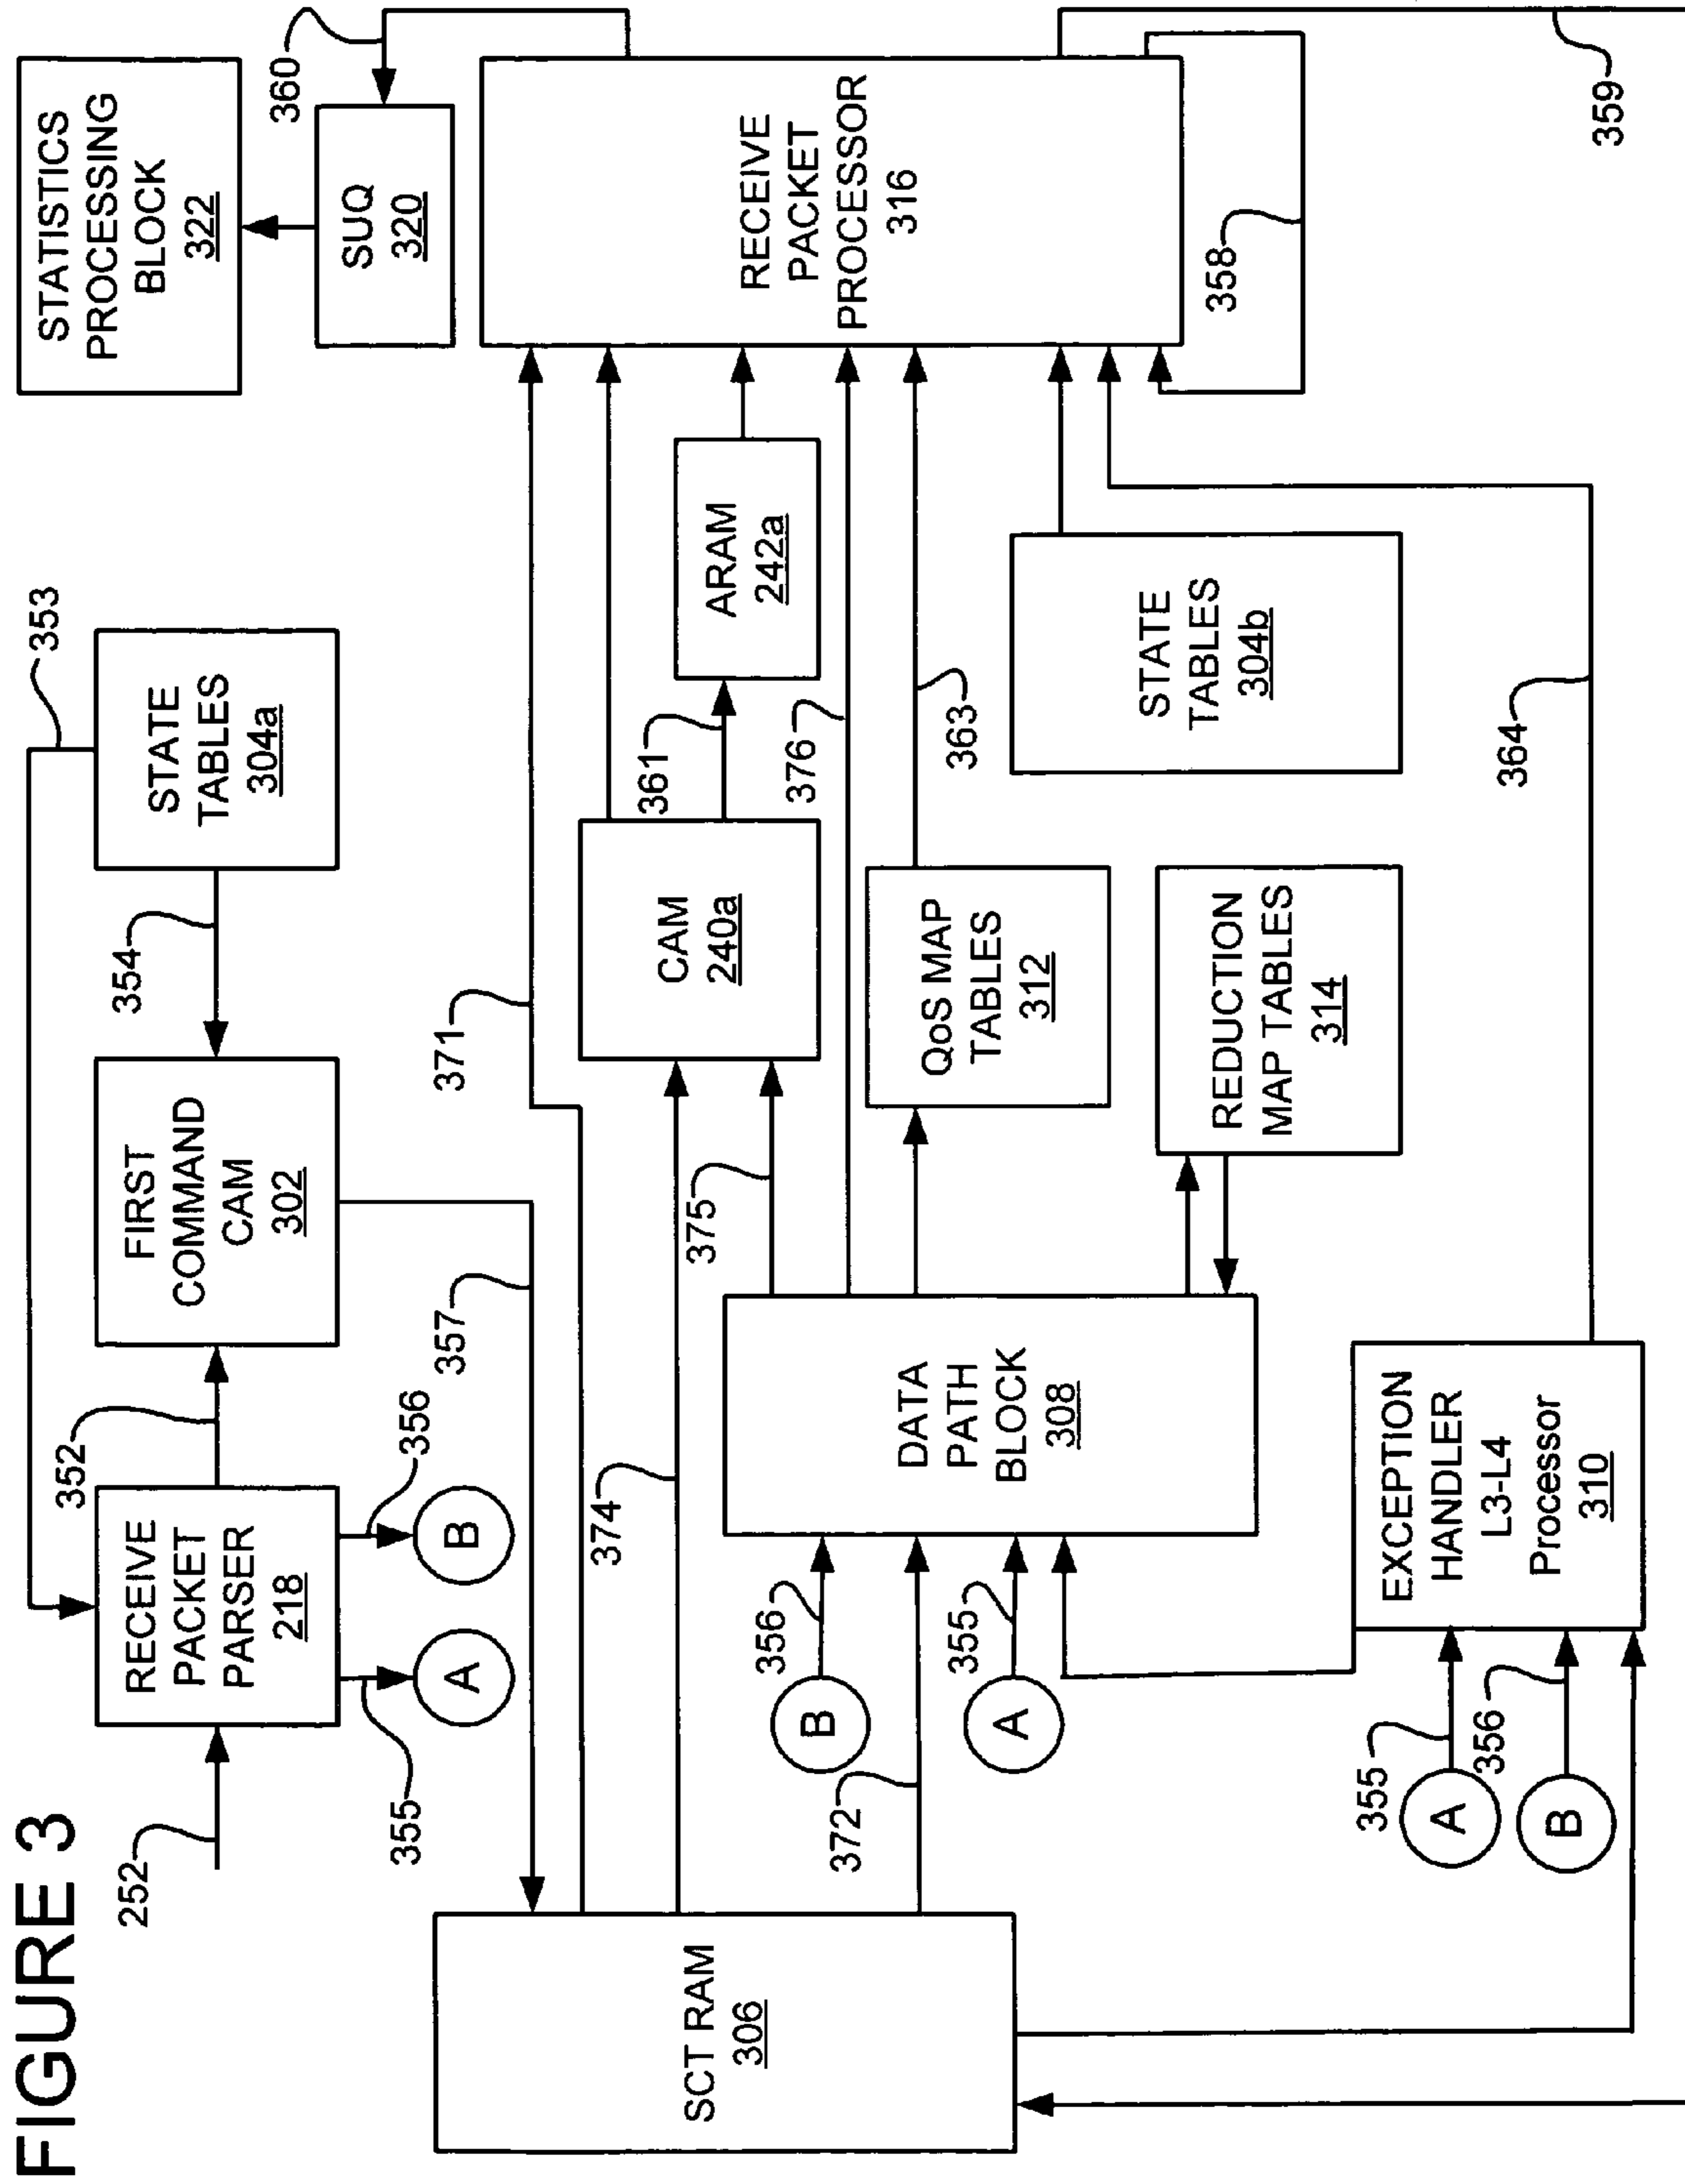 FIGURE 3
252
RECEIVE
PACKET
PARSER
218
352
FIRST
COMMAND
CAM
302
354
STATE
TABLES
304a
353
STATISTICS
PROCESSING
BLOCK
322
360
SUQ
320
355
A
B
356
357
371
SCT RAM
306
374
375
CAM
240a
361
ARAM
242a
376
RECEIVE
PACKET
PROCESSOR
316
B
356
372
A
355
DATA
PATH
BLOCK
308
QoS MAP
TABLES
312
363
REDUCTION
MAP TABLES
314
STATE
TABLES
304b
358
359
355
A
356
B
EXCEPTION
HANDLER
L3-L4
Processor
310
364